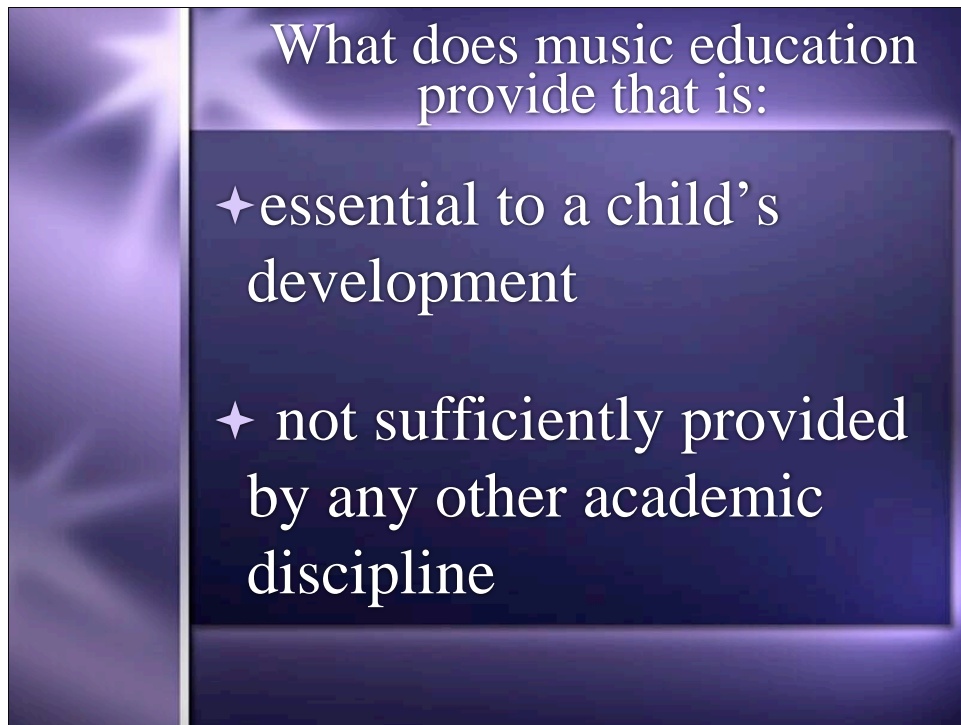 What does music education
provide that is:
✦essential to a child’s
development
✦ not sufficiently provided
by any other academic
discipline